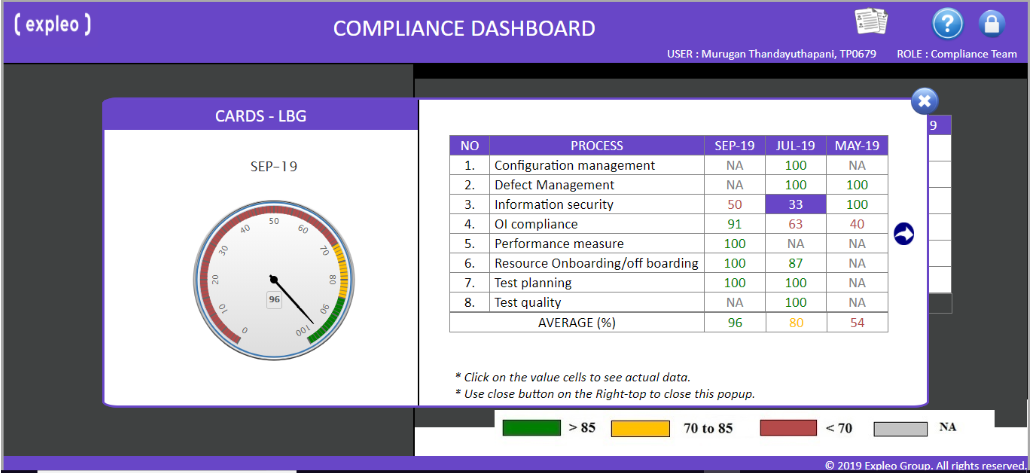 ( expleo )
COMPLIANCE DASHBOARD
USER : Murugan Thandayuthapani, TP0679 ROLE : Compliance Team
CARDS - LBG
SEP-19
0 10 20 30 40 50 60 70 80 90 100
96
9
NO PROCESS SEP-19 JUL-19 MAY-19
1. Configuration management NA 100 NA
2. Defect Management NA 100 100
3. Information security 50 33 100
4. OI compliance 91 63 40
5. Performance measure 100 NA NA
6. Resource Onboarding/off boarding 100 87 NA
7. Test planning 100 100 NA
8. Test quality NA 100 NA
AVERAGE (%) 96 80 54
* Click on the value cells to see actual data.
* Use close button on the Right-top to close this popup.
> 85 70 to 85 < 70 NA
© 2019 Expleo Group. All rights reserved.